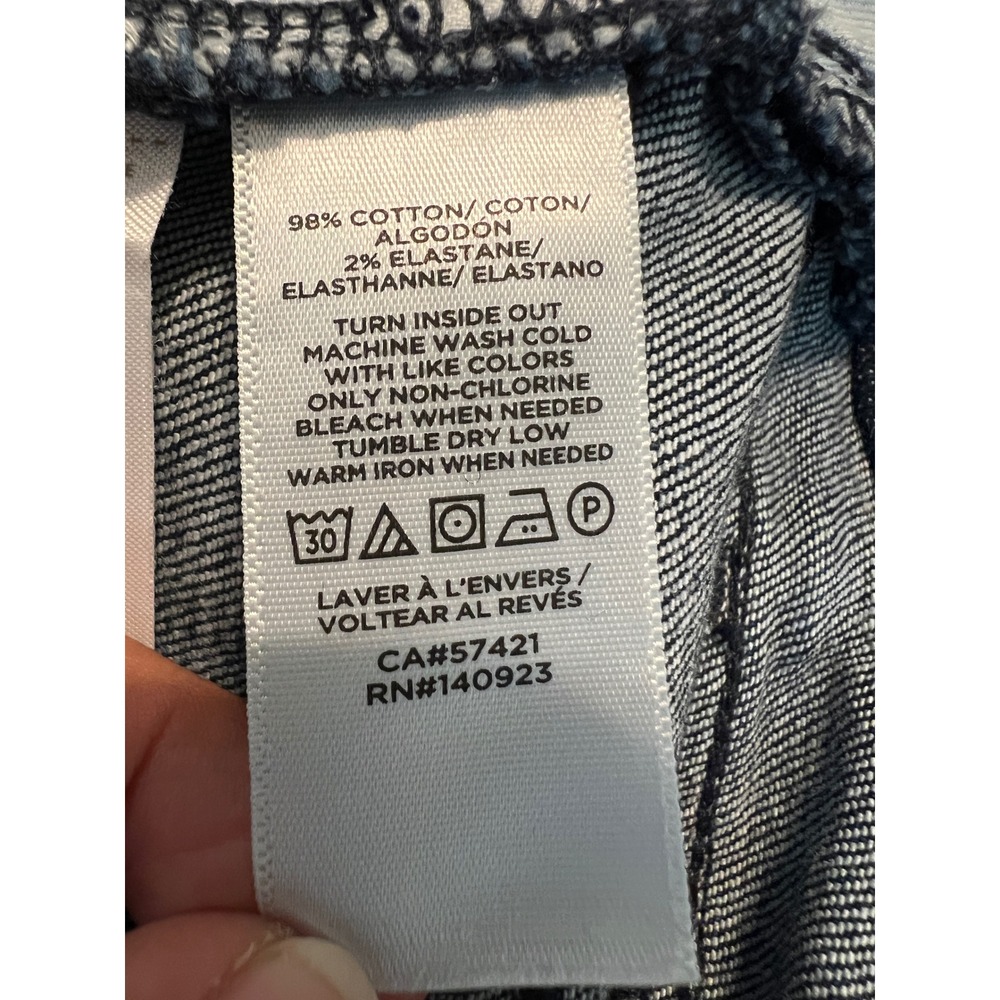 98% COTTON/ COTON/
ALGODÓN
2% ELASTANE/
ELASTHANNE/ ELASTANO
TURN INSIDE OUT
MACHINE WASH COLD
WITH LIKE COLORS
ONLY NON-CHLORINE
BLEACH WHEN NEEDED
TUMBLE DRY LOW
WARM IRON WHEN NEEDED
30 P
LAVER À L'ENVERS /
VOLTEAR AL REVÉS
CA#57421
RN#140923